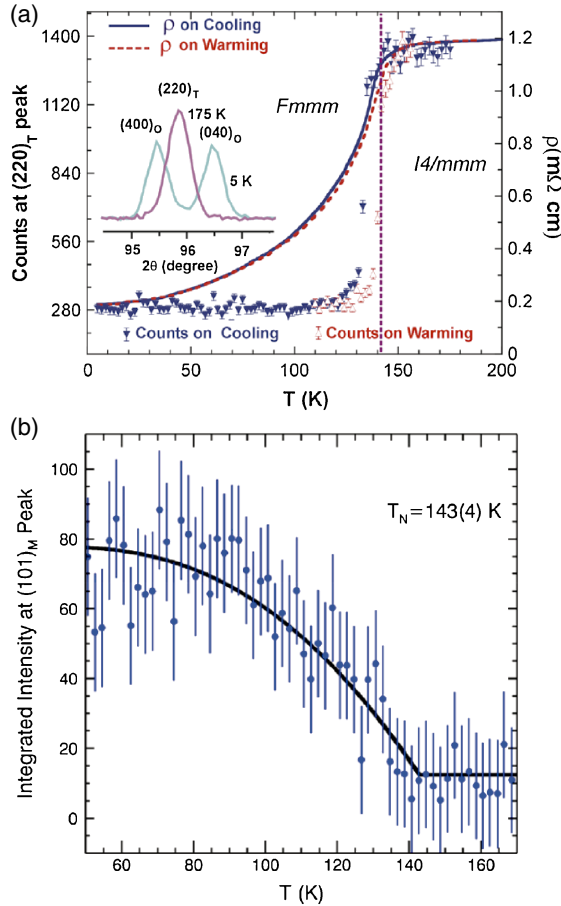 (a)
ρ on Cooling
ρ on Warming
1400
1120
840
560
280
Counts at (220)T peak
Fmmm
I4/mmm
(220)T
175 K
(400)O
(040)O
5 K
95
96
97
2θ (degree)
1.2
1
0.8
0.6
0.4
0.2
0
ρ(mΩ cm)
Counts on Cooling
Counts on Warming
0
50
100
150
200
T (K)
(b)
100
80
60
40
20
0
Integrated Intensity at (101)M Peak
TN=143(4) K
60
80
100
120
140
160
T (K)